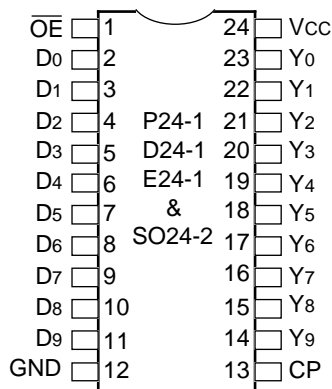 O̅E̅ 1 24 Vcc
D0 2 23 Y0
D1 3 22 Y1
D2 4 P24-1 21 Y2
D3 5 D24-1 20 Y3
D4 6 E24-1 19 Y4
D5 7 & 18 Y5
D6 8 SO24-2 17 Y6
D7 9 16 Y7
D8 10 15 Y8
D9 11 14 Y9
GND 12 13 CP